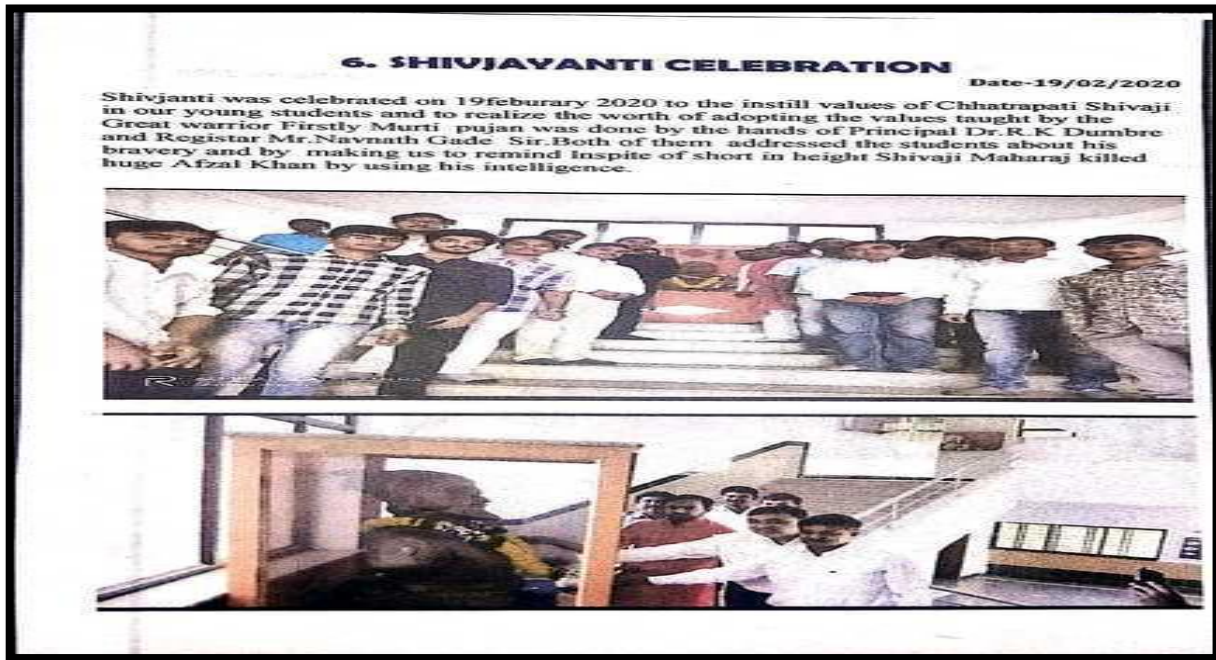 6. SHIVJAYANTI CELEBRATION
Date-19/02/2020
Shivjanti was celebrated on 19feburary 2020 to the instill values of Chhatrapati Shivaji
in our young students and to realize the worth of adopting the values taught by the
Great warrior Firstly Murti pujan was done by the hands of Principal Dr.R.K Dumbre
and Registar Mr.Navnath Gade Sir.Both of them addressed the students about his
bravery and by making us to remind Inspite of short in height Shivaji Maharaj killed
huge Afzal Khan by using his intelligence.